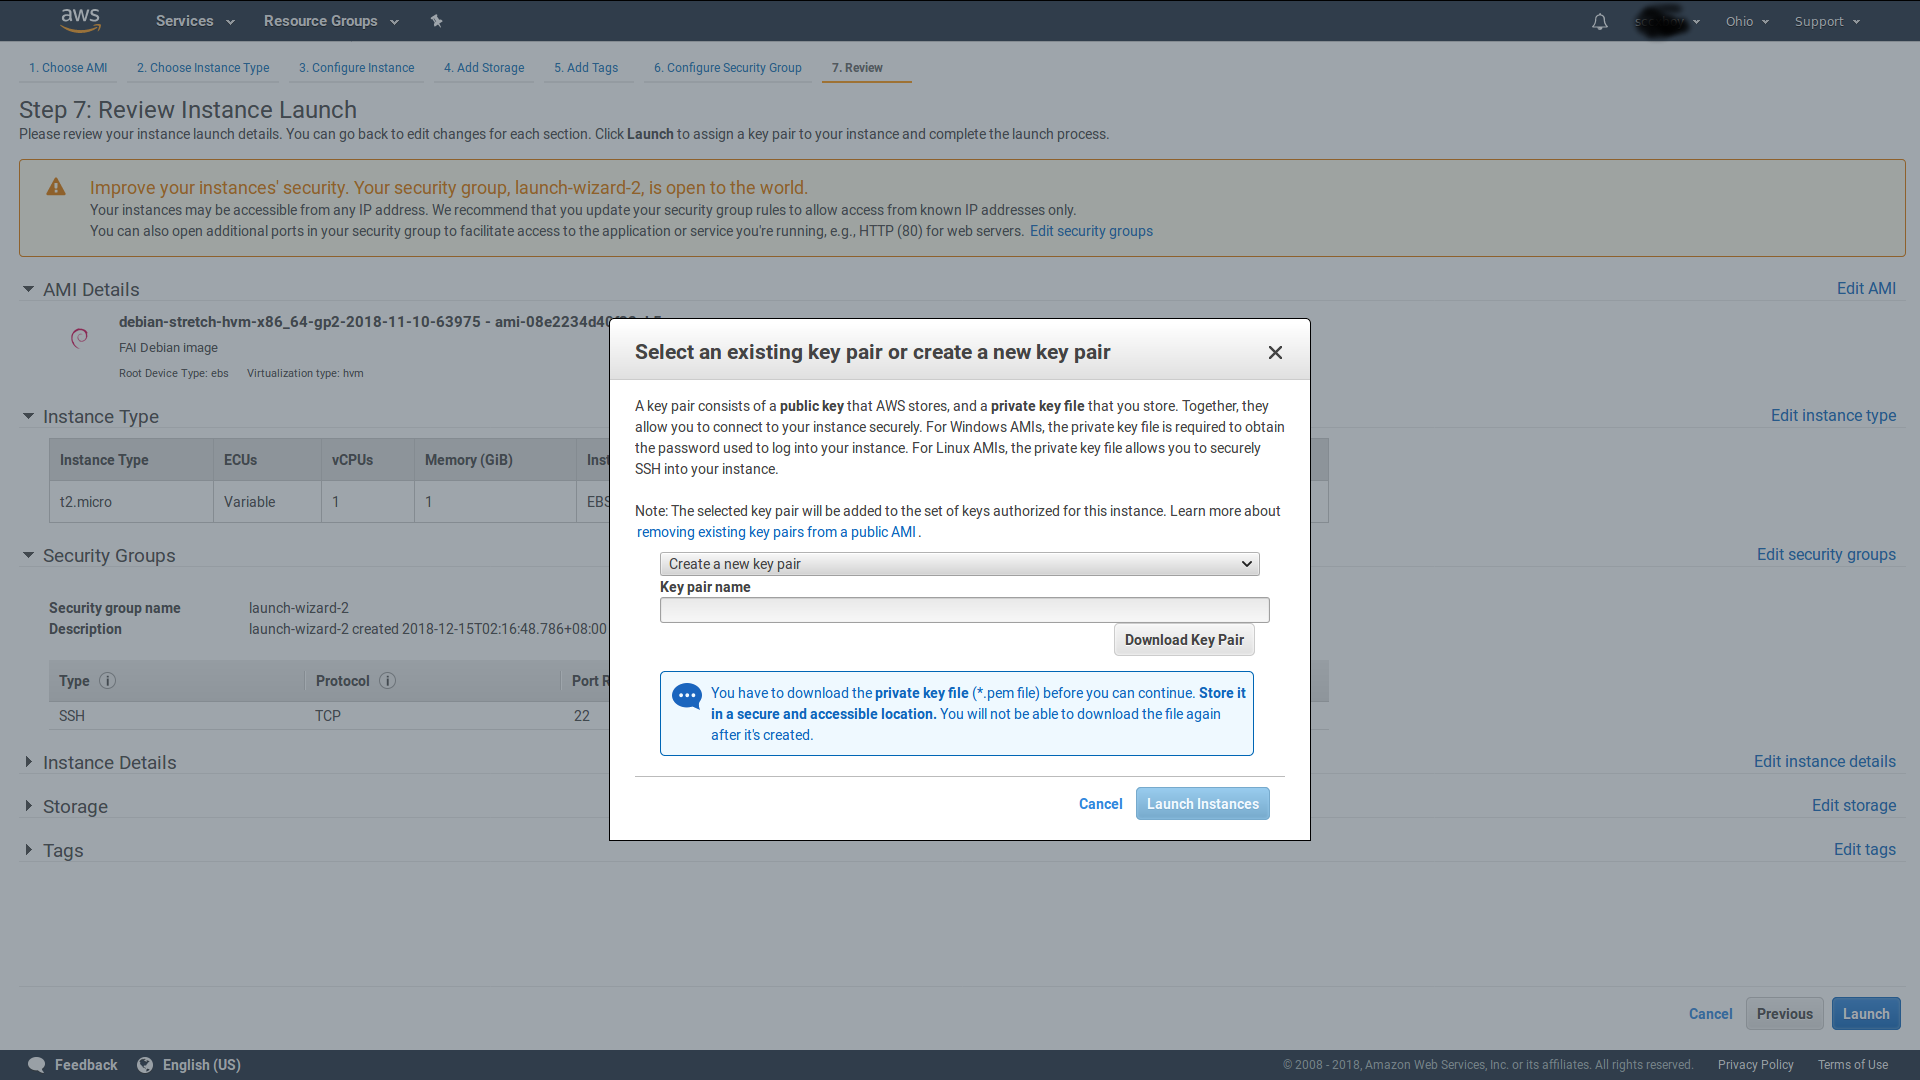 aws Services Resource Groups Ohio Support
1. Choose AMI 2. Choose Instance Type 3. Configure Instance 4. Add Storage 5. Add Tags 6. Configure Security Group 7. Review
Step 7: Review Instance Launch
Please review your instance launch details. You can go back to edit changes for each section. Click Launch to assign a key pair to your instance and complete the launch process.
Improve your instances' security. Your security group, launch-wizard-2, is open to the world.
Your instances may be accessible from any IP address. We recommend that you update your security group rules to allow access from known IP addresses only.
You can also open additional ports in your security group to facilitate access to the application or service you're running, e.g., HTTP (80) for web servers. Edit security groups
AMI Details Edit AMI
debian-stretch-hvm-x86_64-gp2-2018-11-10-63975 -
FAI Debian image
Root Device Type: ebs Virtualization type: hvm
Instance Type Edit instance type
Instance Type ECUs vCPUs Memory (GiB) Inst
t2.micro Variable 1 1 EBS
Security Groups Edit security groups
Security group name launch-wizard-2
Description launch-wizard-2 created 2018-12-15T02:16:48.786+08:00
Type Protocol Port R
SSH TCP 22
Instance Details Edit instance details
Storage Edit storage
Tags Edit tags
Select an existing key pair or create a new key pair
A key pair consists of a public key that AWS stores, and a private key file that you store. Together, they
allow you to connect to your instance securely. For Windows AMIs, the private key file is required to obtain
the password used to log into your instance. For Linux AMIs, the private key file allows you to securely
SSH into your instance.
Note: The selected key pair will be added to the set of keys authorized for this instance. Learn more about
removing existing key pairs from a public AMI.
Create a new key pair
Key pair name
Download Key Pair
You have to download the private key file (*.pem file) before you can continue. Store it
in a secure and accessible location. You will not be able to download the file again
after it's created.
Cancel Launch Instances
Cancel Previous Launch
Feedback English (US) © 2008 - 2018, Amazon Web Services, Inc. or its affiliates. All rights reserved. Privacy Policy Terms of Use